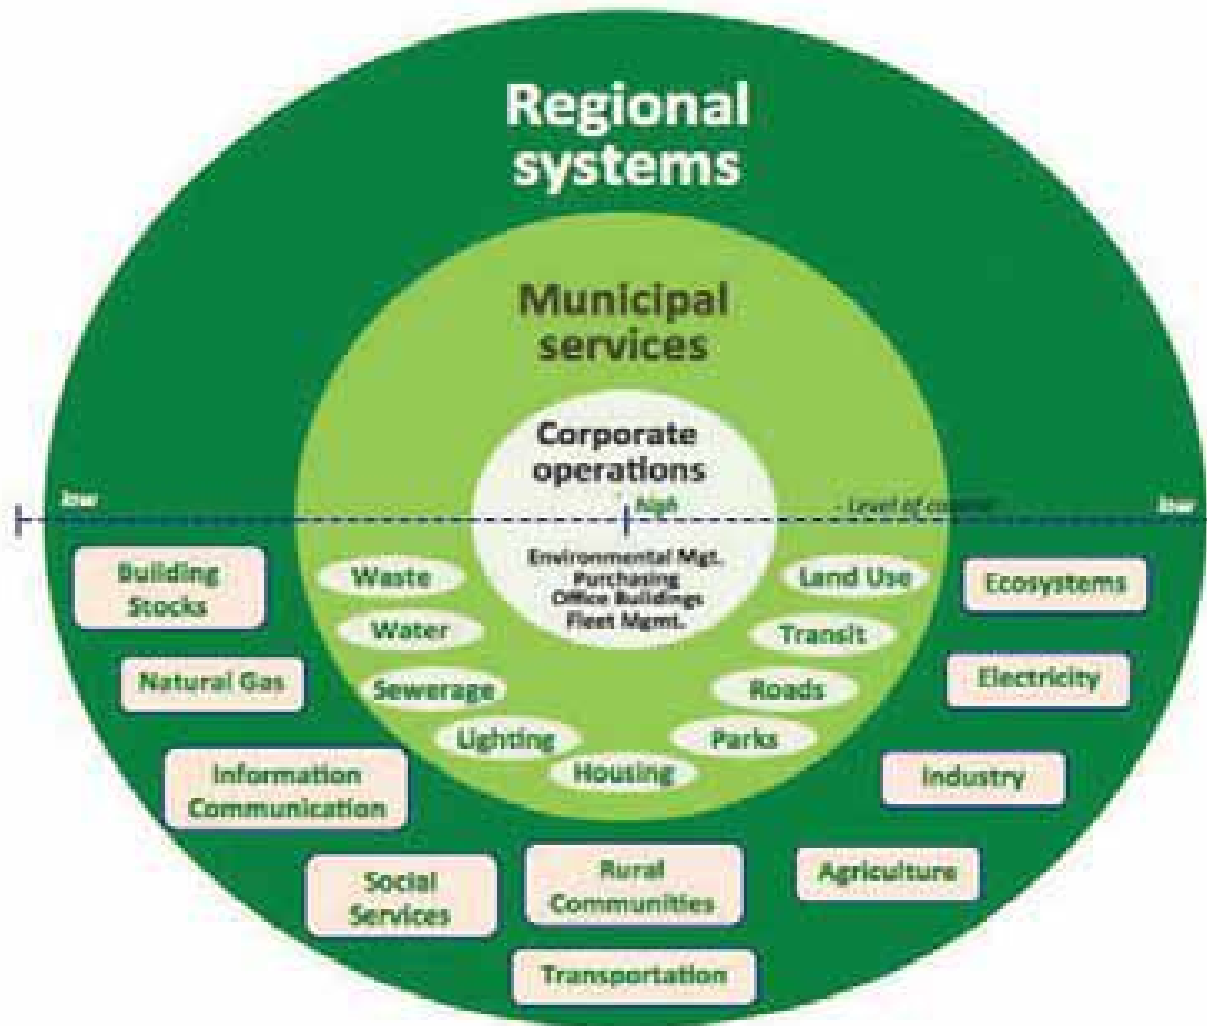 Regional
systems
Municipal
services
Corporate
operations
low
high
- Level of control
low
Environmental Mgt.
Purchasing
Office Buildings
Fleet Mgmt.
Building
Stocks
Waste
Land Use
Ecosystems
Water
Transit
Natural Gas
Sewerage
Roads
Electricity
Lighting
Parks
Housing
Information
Communication
Industry
Social
Services
Rural
Communities
Agriculture
Transportation